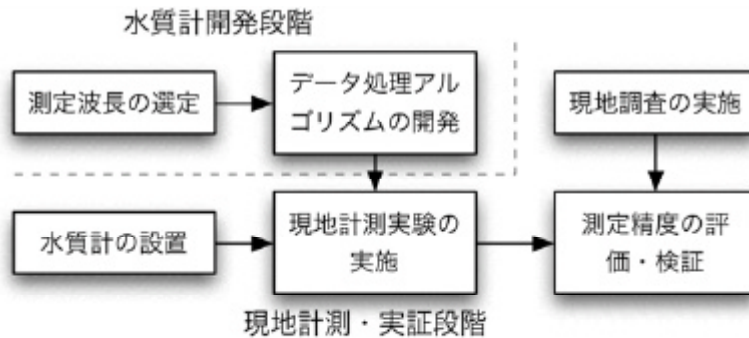 水質計開発段階
測定波長の選定
データ処理アル
ゴリズムの開発
現地調査の実施
水質計の設置
現地計測実験の
実施
測定精度の評
価・検証
現地計測・実証段階